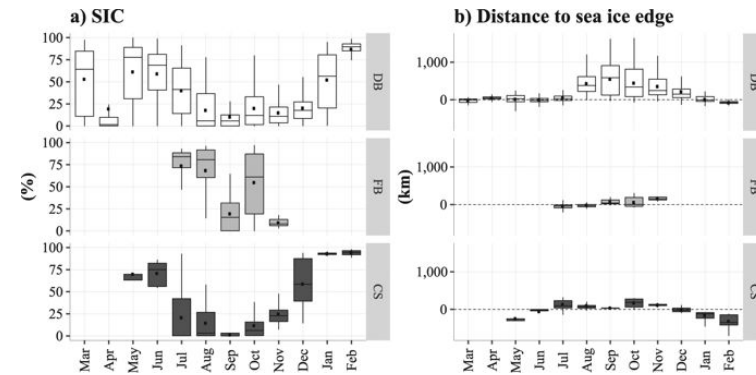 a) SIC
b) Distance to sea ice edge
100
75
50
25
0
DB
100
75
50
25
0
FB
100
75
50
25
0
CS
(%)
Mar
Apr
May
Jun
Jul
Aug
Sep
Oct
Nov
Dec
Jan
Feb
1,000
0
DB
1,000
0
FB
1,000
0
CS
(km)
Mar
Apr
May
Jun
Jul
Aug
Sep
Oct
Nov
Dec
Jan
Feb